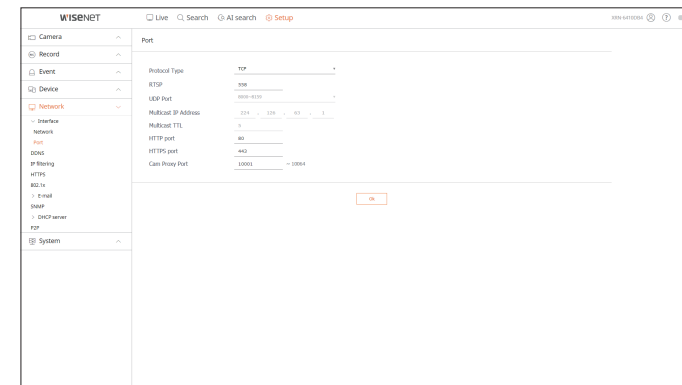 WISENET
Live Search AI search Setup
Camera
Record
Event
Device
Network
Interface
Network
Port
DDNS
IP filtering
HTTPS
802.1x
E-mail
SNMP
DHCP server
P2P
System
Port
Protocol Type TCP
RTSP 558
UDP Port 8000~8159
Multicast IP Address 224 . 126 . 63 . 1
Multicast TTL 5
HTTP port 80
HTTPS port 443
Cam Proxy Port 10001 ~ 10064
OK